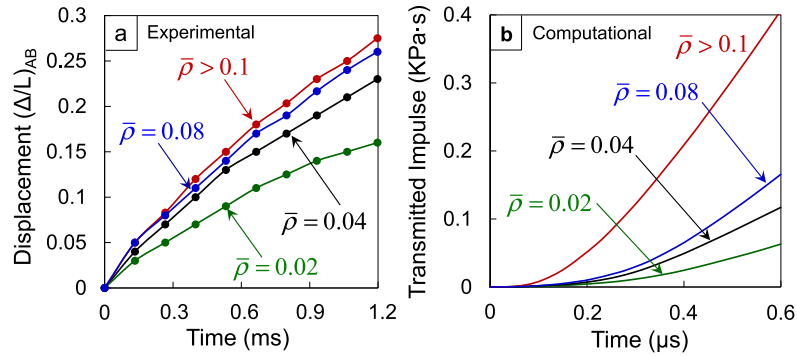 a Experimental
Displacement (Δ/L)AB
0.3
0.25
0.2
0.15
0.1
0.05
0
0 0.3 0.6 0.9 1.2
Time (ms)
ρ̅ > 0.1
ρ̅ = 0.08
ρ̅ = 0.04
ρ̅ = 0.02
b Computational
Transmitted Impulse (KPa·s)
0.4
0.3
0.2
0.1
0
0 0.2 0.4 0.6
Time (µs)
ρ̅ > 0.1
ρ̅ = 0.08
ρ̅ = 0.04
ρ̅ = 0.02